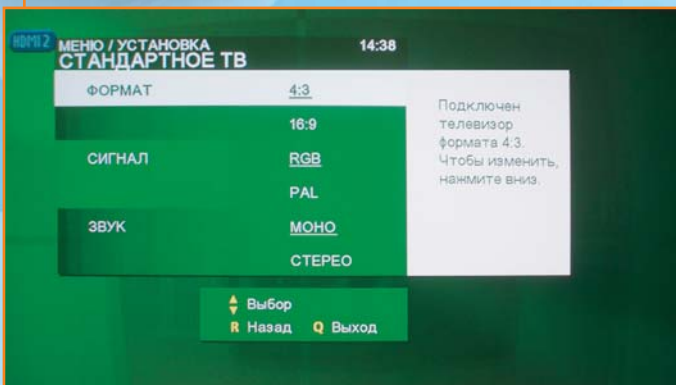 HDMI 2
МЕНЮ / УСТАНОВКА 14:38
СТАНДАРТНОЕ ТВ
ФОРМАТ 4:3
16:9
СИГНАЛ RGB
PAL
ЗВУК МОНО
СТЕРЕО
Подключен
телевизор
формата 4:3.
Чтобы изменить,
нажмите вниз.
Выбор
R Назад Q Выход